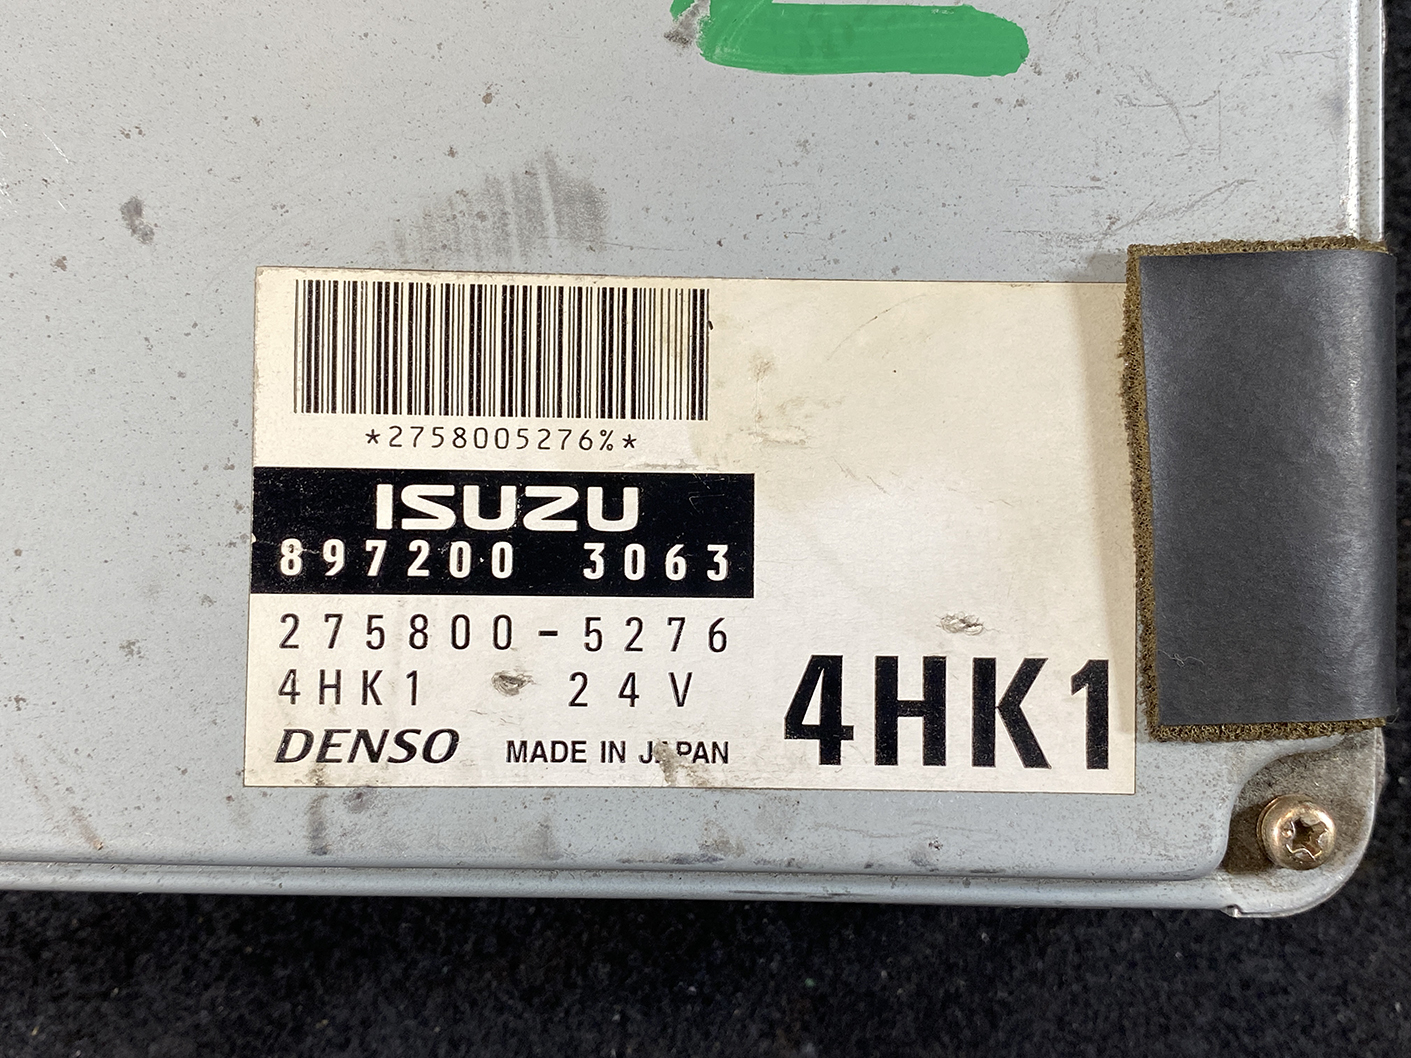 *2758005276%*
ISUZU
897200 3063
275800-5276
4HK1 24V
DENSO MADE IN JAPAN
4HK1